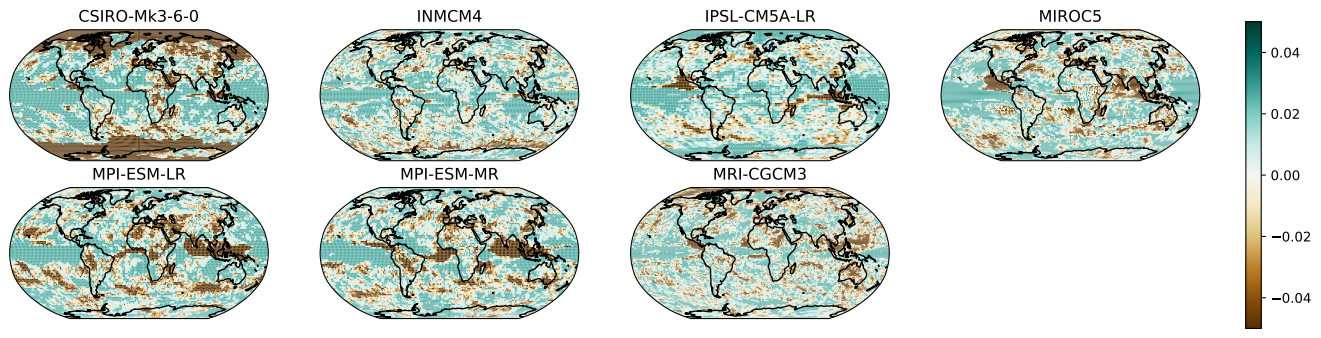 CSIRO-Mk3-6-0
INMCM4
IPSL-CM5A-LR
MIROC5
MPI-ESM-LR
MPI-ESM-MR
MRI-CGCM3
0.04
0.02
0.00
−0.02
−0.04